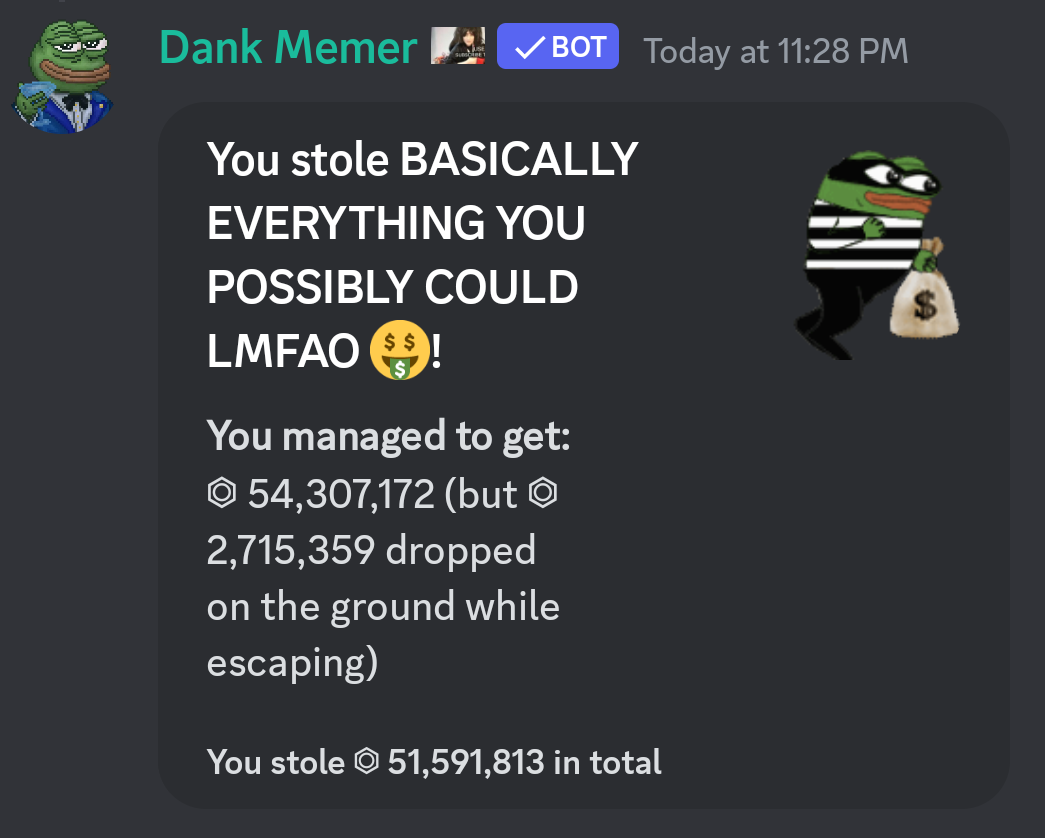 Dank Memer BOT Today at 11:28 PM
You stole BASICALLY
EVERYTHING YOU
POSSIBLY COULD
LMFAO 🤑!
You managed to get:
⏣ 54,307,172 (but ⏣
2,715,359 dropped
on the ground while
escaping)
$
You stole ⏣ 51,591,813 in total